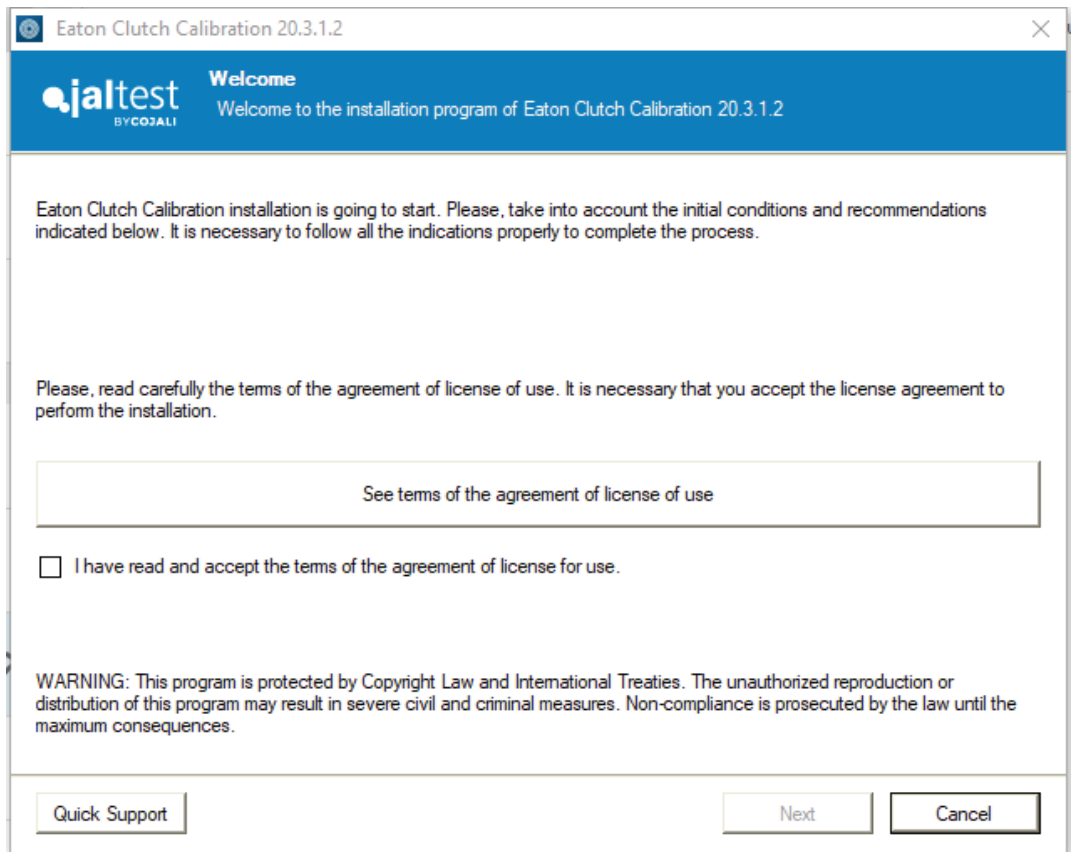 Eaton Clutch Calibration 20.3.1.2
jaltest
BY COJALI
Welcome
Welcome to the installation program of Eaton Clutch Calibration 20.3.1.2
Eaton Clutch Calibration installation is going to start. Please, take into account the initial conditions and recommendations
indicated below. It is necessary to follow all the indications properly to complete the process.
Please, read carefully the terms of the agreement of license of use. It is necessary that you accept the license agreement to
perform the installation.
See terms of the agreement of license of use
I have read and accept the terms of the agreement of license for use.
WARNING: This program is protected by Copyright Law and International Treaties. The unauthorized reproduction or
distribution of this program may result in severe civil and criminal measures. Non-compliance is prosecuted by the law until the
maximum consequences.
Quick Support
Next
Cancel